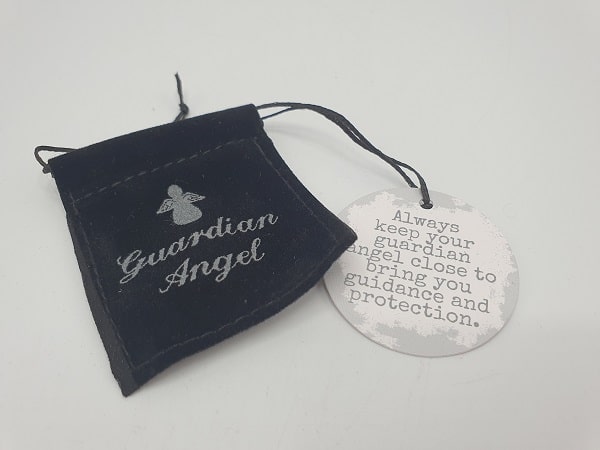 Guardian
Angel
Always
keep your
guardian
angel close to
bring you
guidance and
protection.